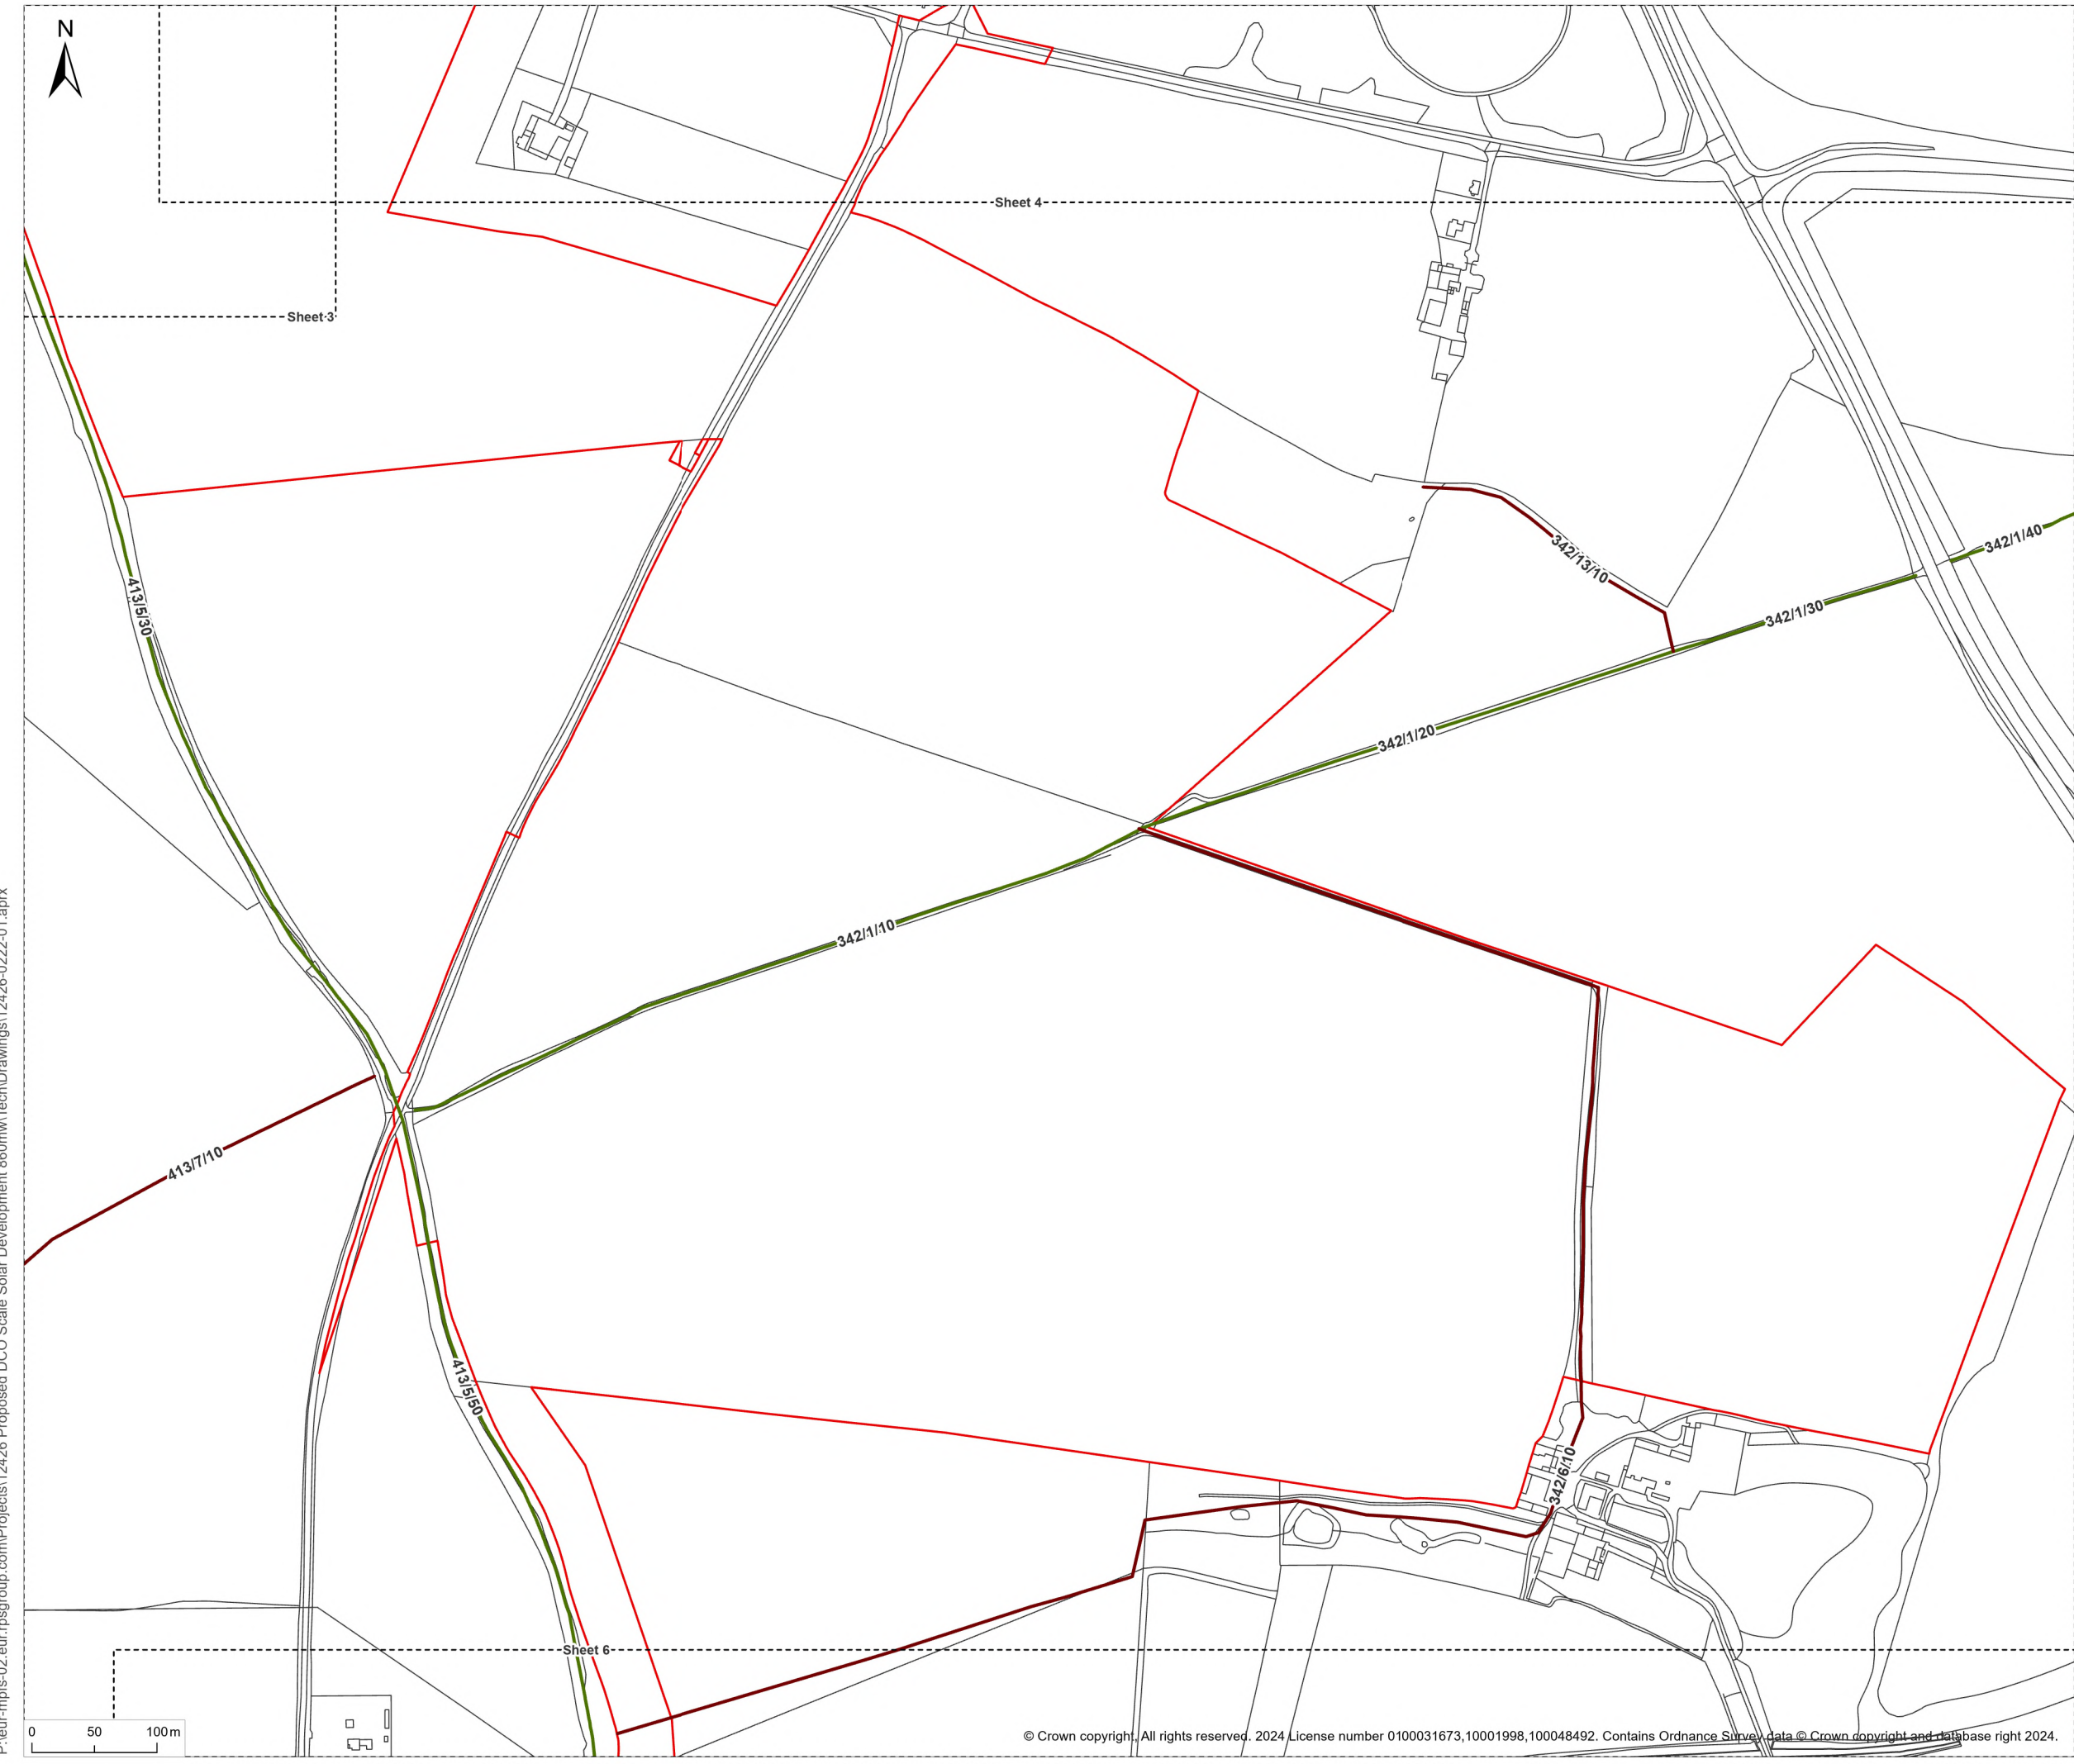 N
Sheet 4
Sheet 3
342/1/40
342/13/10
413/5/30
342/1/30
342/1/20
342/1/10
413/7/10
413/5/50
342/6/10
Sheet 6
0 50 100 m
© Crown copyright, All rights reserved. 2024 License number 0100031673,10001998,100048492. Contains Ordnance Survey data © Crown copyright and database right 2024.